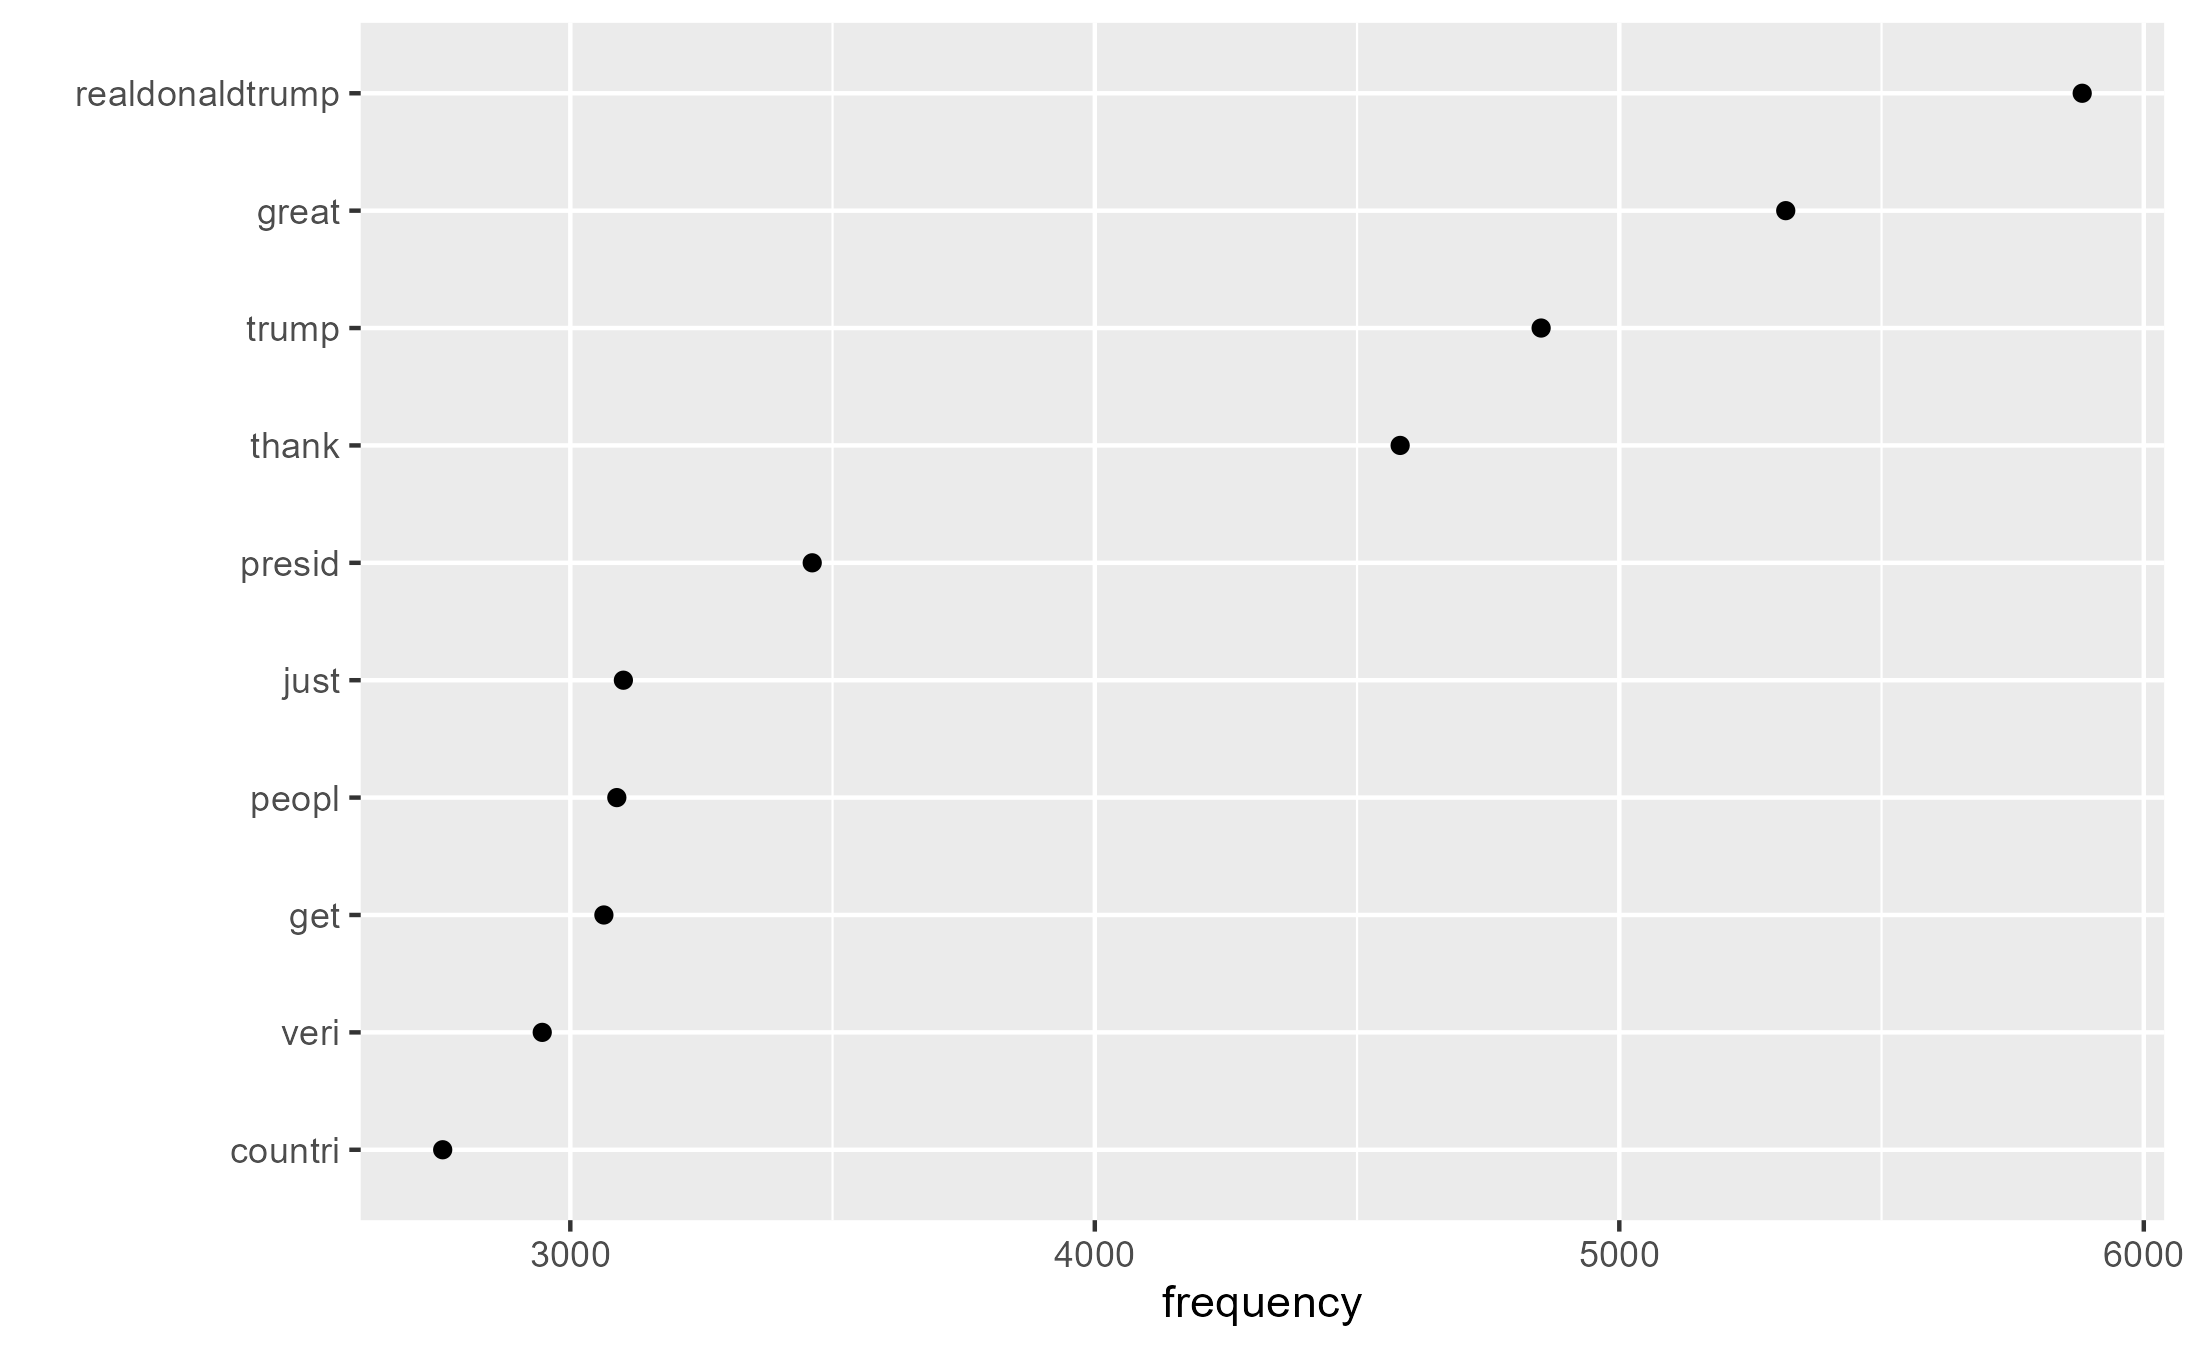 realdonaldtrump
great
trump
thank
presid
just
peopl
get
veri
countri
3000 4000 5000 6000
frequency